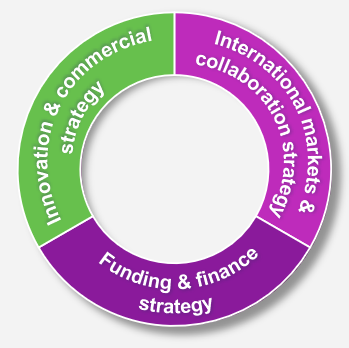 Innovation & commercial
strategy
International markets &
collaboration strategy
Funding & finance
strategy